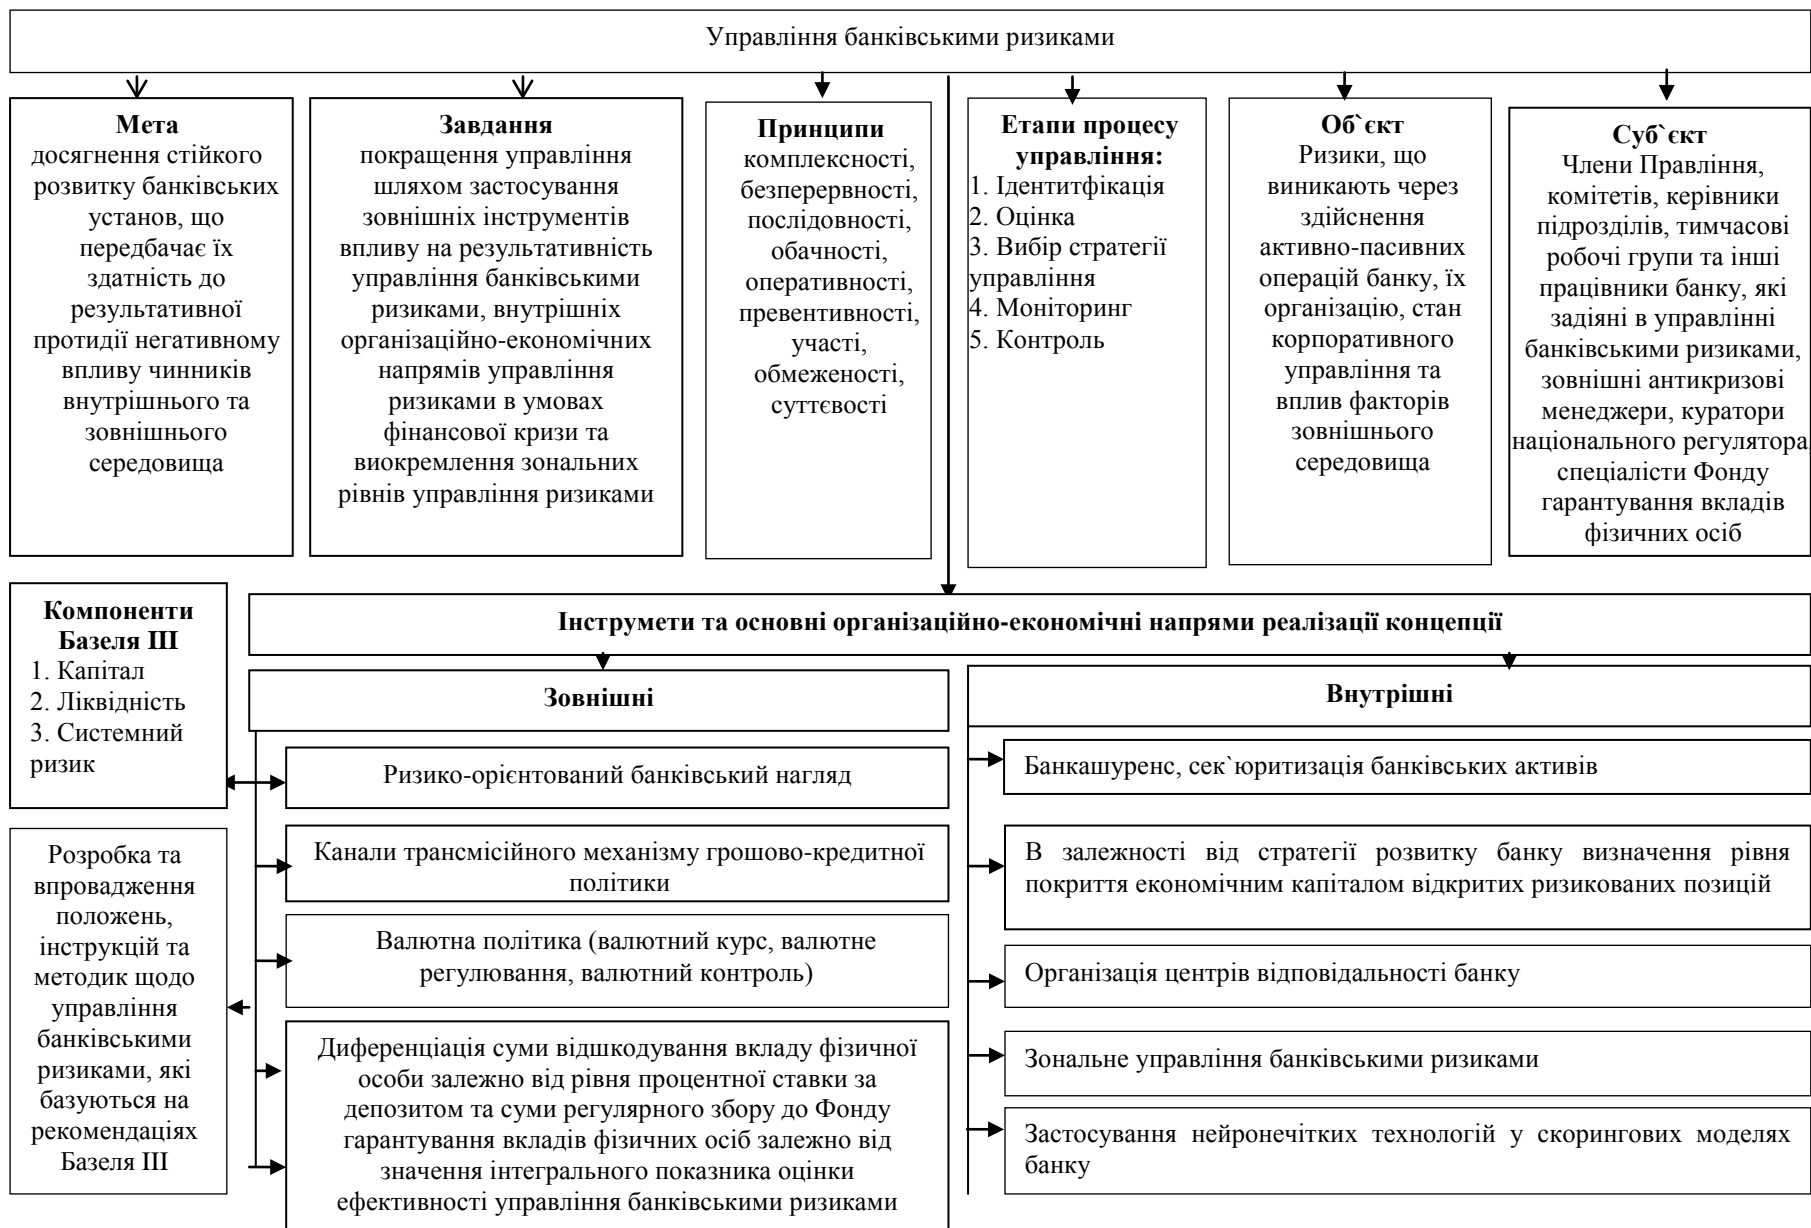 Управління банківськими ризиками
Мета
досягнення стійкого
розвитку банківських
установ, що
передбачає їх
здатність до
результативної
протидії негативному
впливу чинників
внутрішнього та
зовнішнього
середовища
Завдання
покращення управління
шляхом застосування
зовнішніх інструментів
впливу на результативність
управління банківськими
ризиками, внутрішніх
організаційно-економічних
напрямів управління
ризиками в умовах
фінансової кризи та
виокремлення зональних
рівнів управління ризиками
Принципи
комплексності,
безперервності,
послідовності,
обачності,
оперативності,
превентивності,
участі,
обмеженості,
суттєвості
Етапи процесу
управління:
1. Ідентитфікація
2. Оцінка
3. Вибір стратегії
управління
4. Моніторинг
5. Контроль
Об`єкт
Ризики, що
виникають через
здійснення
активно-пасивних
операцій банку, їх
організацію, стан
корпоративного
управління та
вплив факторів
зовнішнього
середовища
Суб`єкт
Члени Правління,
комітетів, керівники
підрозділів, тимчасові
робочі групи та інші
працівники банку, які
задіяні в управлінні
банківськими ризиками,
зовнішні антикризові
менеджери, куратори
національного регулятора,
спеціалісти Фонду
гарантування вкладів
фізичних осіб
Компоненти
Базеля ІІІ
1. Капітал
2. Ліквідність
3. Системний
ризик
Розробка та
впровадження
положень,
інструкцій та
методик щодо
управління
банківськими
ризиками, які
базуються на
рекомендаціях
Базеля ІІІ
Інструмети та основні організаційно-економічні напрями реалізації концепції
Зовнішні
Ризико-орієнтований банківський нагляд
Канали трансмісійного механізму грошово-кредитної
політики
Валютна політика (валютний курс, валютне
регулювання, валютний контроль)
Диференціація суми відшкодування вкладу фізичної
особи залежно від рівня процентної ставки за
депозитом та суми регулярного збору до Фонду
гарантування вкладів фізичних осіб залежно від
значення інтегрального показника оцінки
ефективності управління банківськими ризиками
Внутрішні
Банкашуренс, сек`юритизація банківських активів
В залежності від стратегії розвитку банку визначення рівня
покриття економічним капіталом відкритих ризикованих позицій
Організація центрів відповідальності банку
Зональне управління банківськими ризиками
Застосування нейронечітких технологій у скорингових моделях
банку